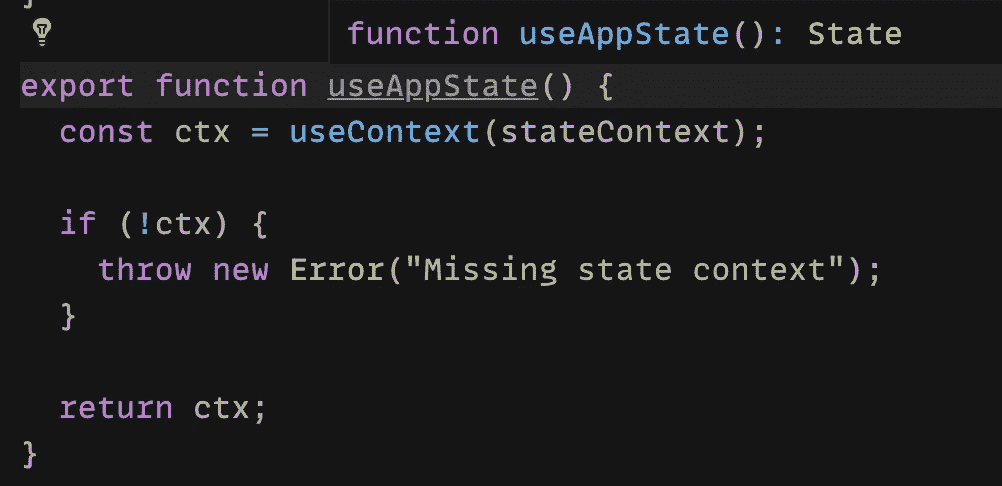 }
function useAppState(): State
export function useAppState() {
  const ctx = useContext(stateContext);
  if (!ctx) {
    throw new Error("Missing state context");
  }
  return ctx;
}